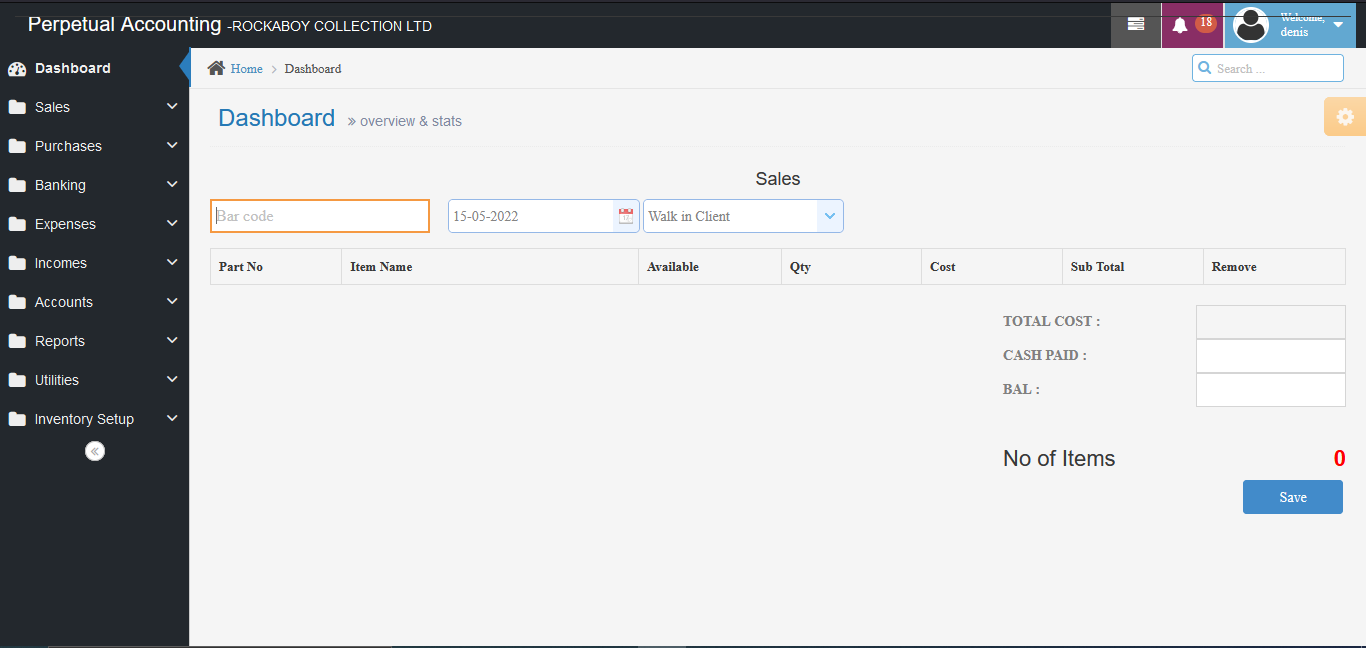 Perpetual Accounting -ROCKABOY COLLECTION LTD
18
Welcome,
denis
Dashboard
Sales
Purchases
Banking
Expenses
Incomes
Accounts
Reports
Utilities
Inventory Setup
Home > Dashboard
Search ...
Dashboard » overview & stats
Sales
Bar code
15-05-2022
Walk in Client
Part No Item Name Available Qty Cost Sub Total Remove
TOTAL COST :
CASH PAID :
BAL :
No of Items 0
Save